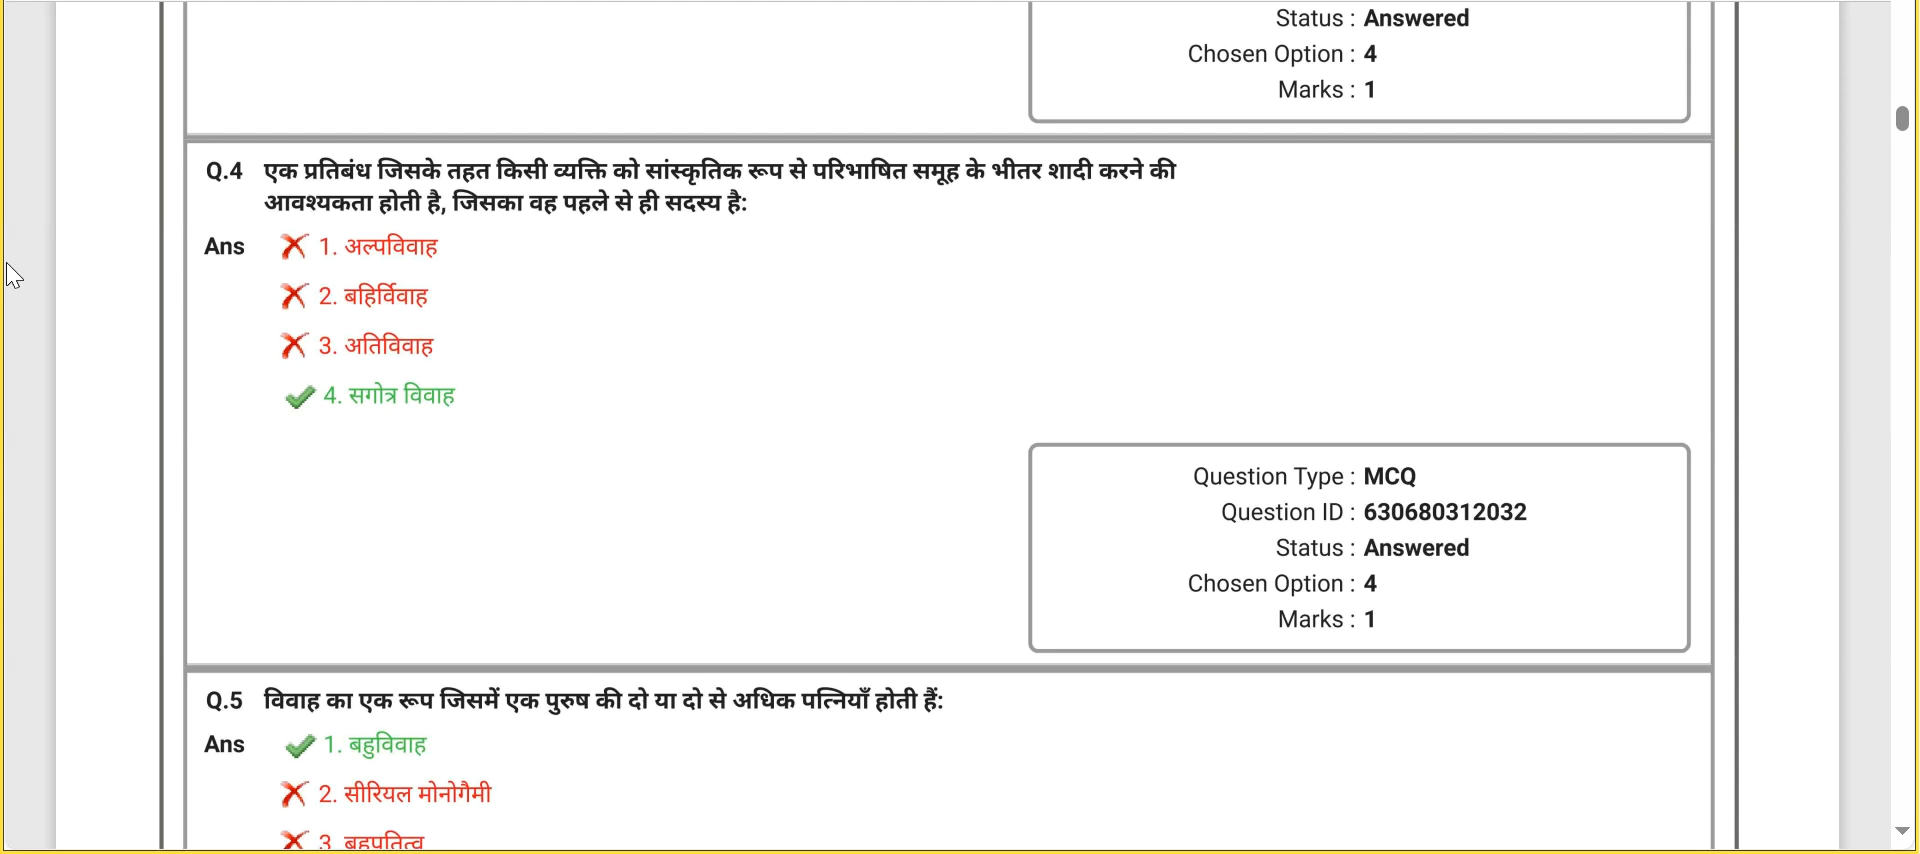 Status : Answered
Chosen Option : 4
Marks : 1
Q.4 एक प्रतिबंध जिसके तहत किसी व्यक्ति को सांस्कृतिक रूप से परिभाषित समूह के भीतर शादी करने की
आवश्यकता होती है, जिसका वह पहले से ही सदस्य है:
Ans 1. अल्पविवाह
2. बहिर्विवाह
3. अतिविवाह
4. सगोत्र विवाह
Question Type : MCQ
Question ID : 630680312032
Status : Answered
Chosen Option : 4
Marks : 1
Q.5 विवाह का एक रूप जिसमें एक पुरुष की दो या दो से अधिक पत्नियाँ होती हैं:
Ans 1. बहुविवाह
2. सीरियल मोनोगैमी
3. बहुपतित्व